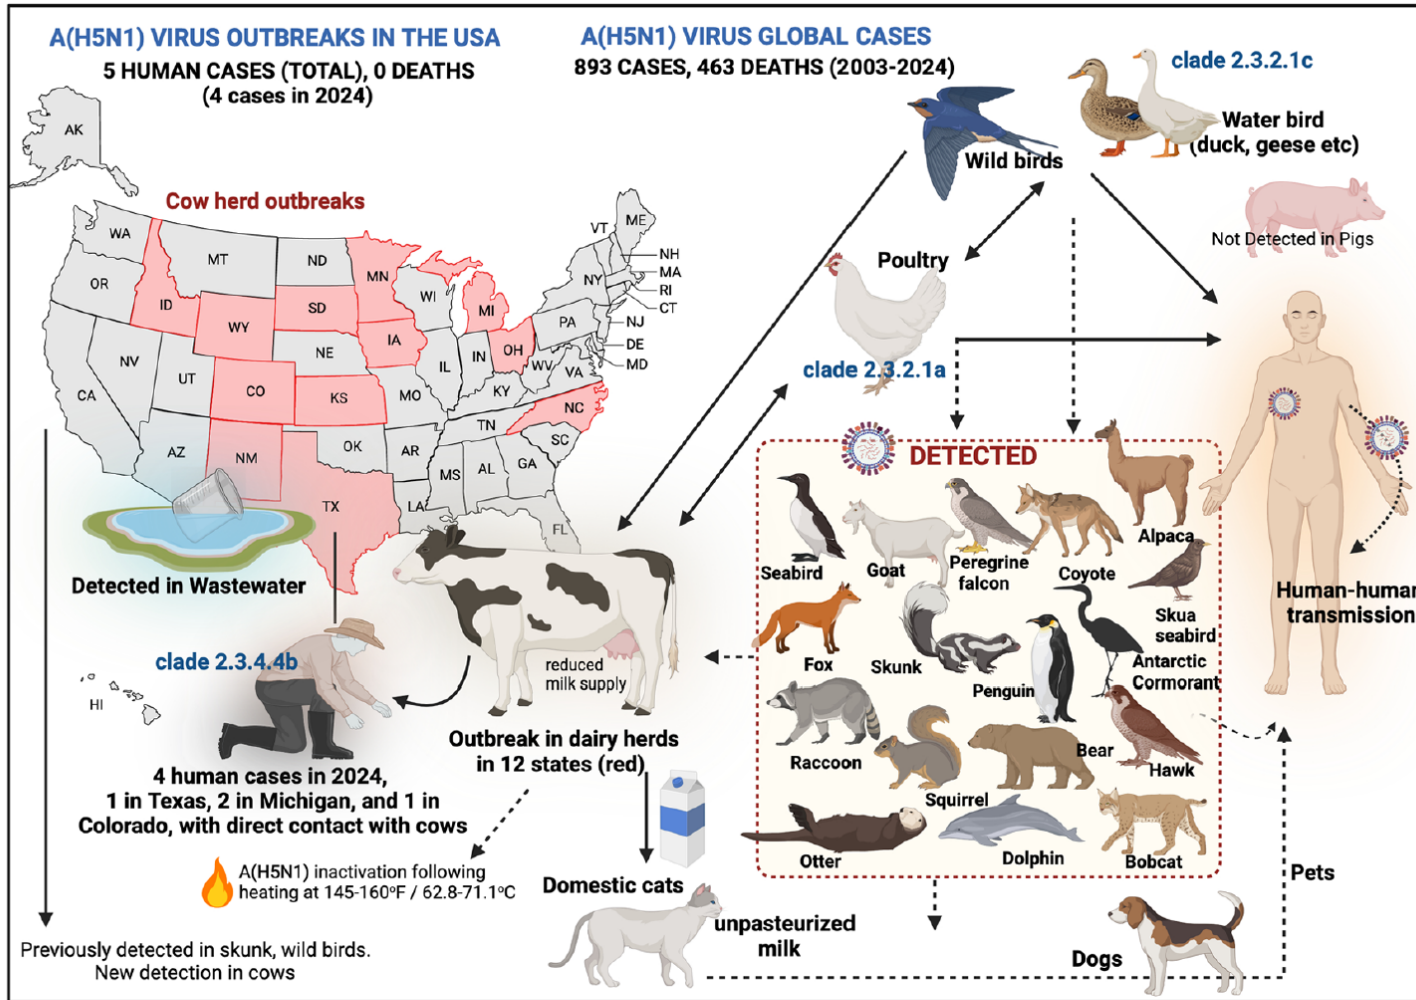 A(H5N1) VIRUS OUTBREAKS IN THE USA
5 HUMAN CASES (TOTAL), 0 DEATHS
(4 cases in 2024)
A(H5N1) VIRUS GLOBAL CASES
893 CASES, 463 DEATHS (2003-2024)
clade 2.3.2.1c
Water bird
(duck, geese etc)
Wild birds
Not Detected in Pigs
Poultry
clade 2.3.2.1a
Cow herd outbreaks
AK
WA
MT
ND
MN
OR
ID
WY
SD
WI
MI
NY
VT
ME
NH
MA
RI
CT
NJ
DE
MD
PA
NV
UT
CO
NE
IA
IL
IN
OH
WV
VA
CA
KS
MO
KY
NC
TN
SC
AZ
NM
OK
AR
MS
AL
GA
TX
LA
FL
HI
Detected in Wastewater
clade 2.3.4.4b
reduced
milk supply
Outbreak in dairy herds
in 12 states (red)
4 human cases in 2024,
1 in Texas, 2 in Michigan, and 1 in
Colorado, with direct contact with cows
A(H5N1) inactivation following
heating at 145-160ºF / 62.8-71.1ºC
Previously detected in skunk, wild birds.
New detection in cows
Domestic cats
unpasteurized
milk
DETECTED
Seabird
Goat
Peregrine
falcon
Coyote
Alpaca
Skua
seabird
Fox
Skunk
Penguin
Antarctic
Cormorant
Raccoon
Squirrel
Bear
Hawk
Otter
Dolphin
Bobcat
Human-human
transmission
Pets
Dogs